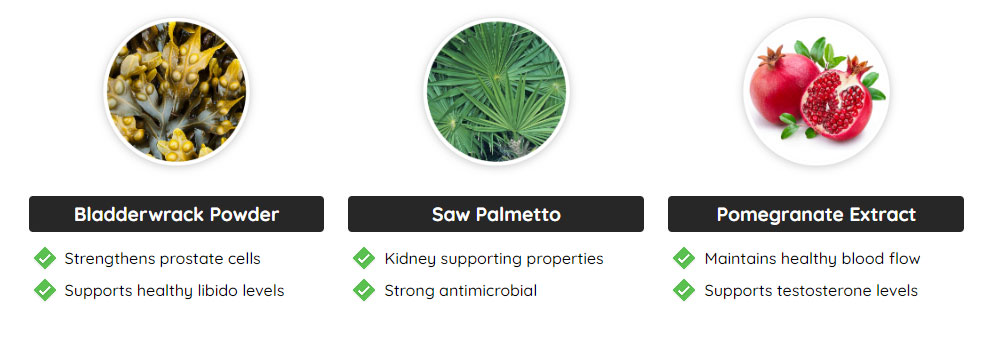 Bladderwrack Powder
Strengthens prostate cells
Supports healthy libido levels
Saw Palmetto
Kidney supporting properties
Strong antimicrobial
Pomegranate Extract
Maintains healthy blood flow
Supports testosterone levels